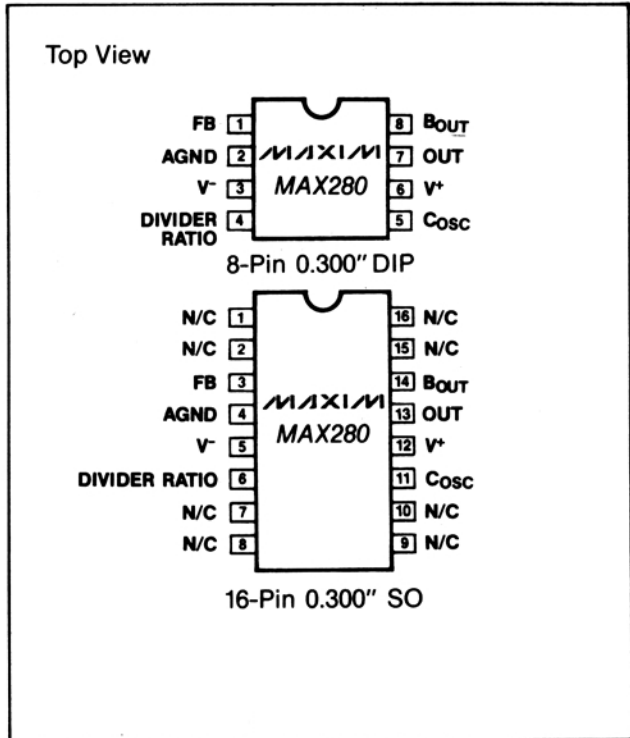 Top View
FB 1
AGND 2
V⁻ 3
DIVIDER RATIO 4
MAXIM
MAX280
8 BOUT
7 OUT
6 V⁺
5 COSC
8-Pin 0.300″ DIP
N/C 1
N/C 2
FB 3
AGND 4
V⁻ 5
DIVIDER RATIO 6
N/C 7
N/C 8
MAXIM
MAX280
16 N/C
15 N/C
14 BOUT
13 OUT
12 V⁺
11 COSC
10 N/C
9 N/C
16-Pin 0.300″ SO